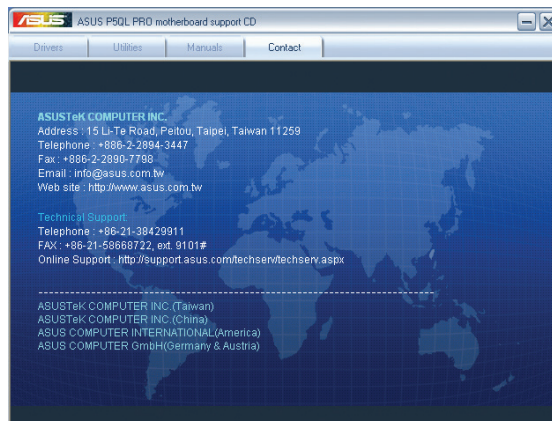 ASUS ASUS P5QL PRO motherboard support CD
Drivers Utilities Manuals Contact
ASUSTeK COMPUTER INC.
Address : 15 Li-Te Road, Peitou, Taipei, Taiwan 11259
Telephone : +886-2-2894-3447
Fax : +886-2-2890-7798
Email : info@asus.com.tw
Web site : http://www.asus.com.tw
Technical Support:
Telephone : +86-21-38429911
FAX : +86-21-58668722, ext. 9101#
Online Support : http://support.asus.com/techserv/techserv.aspx
ASUSTeK COMPUTER INC.(Taiwan)
ASUSTeK COMPUTER INC.(China)
ASUS COMPUTER INTERNATIONAL(America)
ASUS COMPUTER GmbH(Germany & Austria)